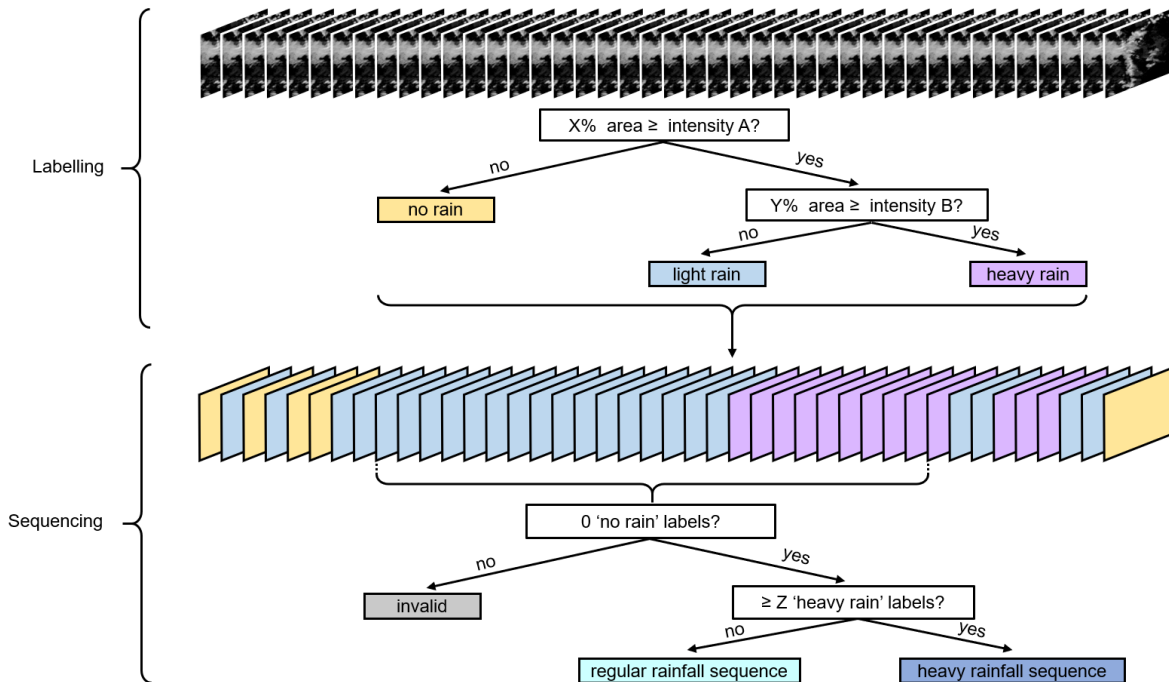 X% area ≥ intensity A?
no
yes
Labelling
no rain
Y% area ≥ intensity B?
no
yes
light rain
heavy rain
Sequencing
0 ‘no rain’ labels?
no
yes
invalid
≥ Z ‘heavy rain’ labels?
no
yes
regular rainfall sequence
heavy rainfall sequence